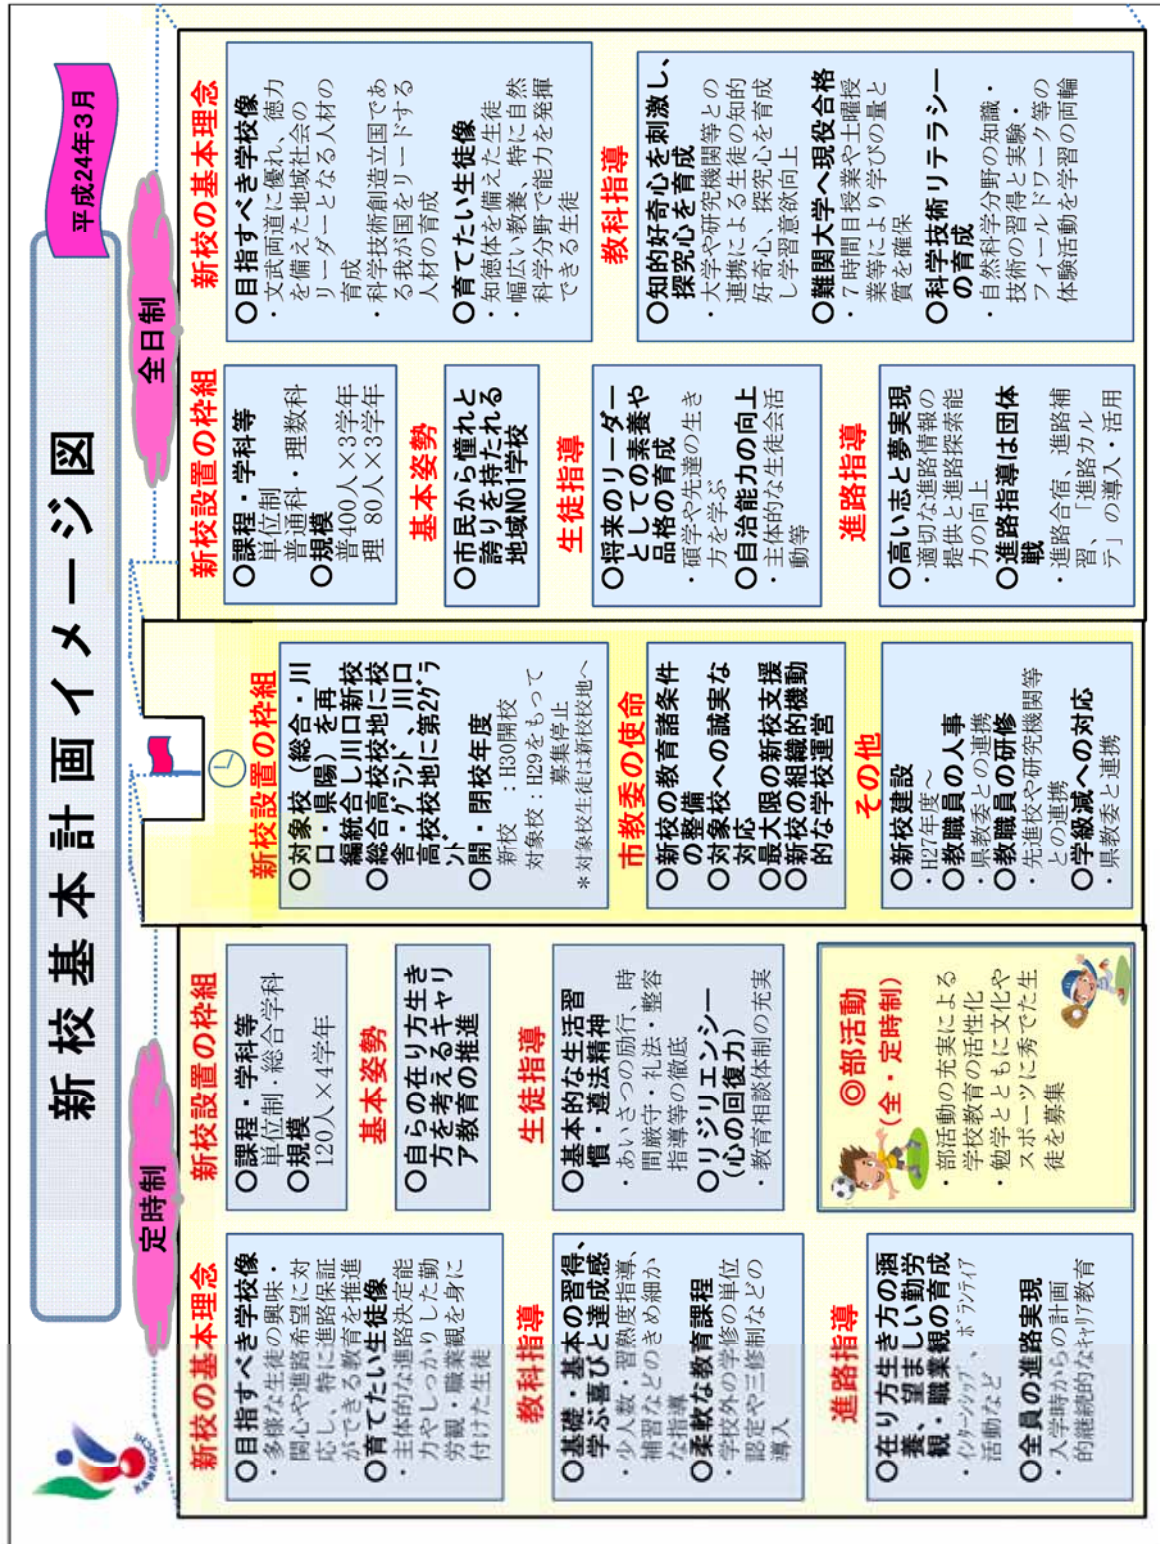 新校基本計画イメージ図
平成24年3月
KAWAGUCHI
定時制
新校の基本理念
○目指すべき学校像
・多様な生徒の興味・
関心や進路希望に対
応し、特に進路保証
ができる教育を推進
○育てたい生徒像
・主体的な進路決定能
力やしっかりした勤
労観・職業観を身に
付けた生徒
教科指導
○基礎・基本の習得、
学ぶ喜びと達成感
・少人数・習熟度指導、
補習などのきめ細か
な指導
○柔軟な教育課程
・学校外の学修の単位
認定や三修制などの
導入
進路指導
○在り方生き方の涵
養、望ましい勤労
観・職業観の育成
・インターンシップ、ボランティア
活動など
○全員の進路実現
・入学時からの計画
的継続的なキャリア教育
新校設置の枠組
○課程・学科等
単位制・総合学科
○規模
120人×4学年
基本姿勢
○自らの在り方生き
方を考えるキャリ
ア教育の推進
生徒指導
○基本的な生活習
慣・遵法精神
・あいさつの励行、時
間厳守・礼法・整容
指導等の徹底
○リジリエンシー
（心の回復力）
・教育相談体制の充実
◎部活動
（全・定時制）
・部活動の充実による
学校教育の活性化
・勉学とともに文化や
スポーツに秀でた生
徒を募集
新校設置の枠組
○対象校（総合・川
口・県陽）を再
編統合し川口新校
○総合高校校地に校
舎・グランド、川口
高校校地に第2グラ
ンド
○開・閉校年度
新校　：H30開校
対象校：H29をもって
募集停止
＊対象校生徒は新校校地へ
市教委の使命
○新校の教育諸条件
の整備
○対象校への誠実な
対応
○最大限の新校支援
○新校の組織的機動
的な学校運営
その他
○新校建設
・H27年度～
○教職員の人事
・県教委との連携
○教職員の研修
・先進校や研究機関等
との連携
○学級減への対応
・県教委と連携
全日制
新校設置の枠組
○課程・学科等
単位制
普通科・理数科
○規模
普400人×3学年
理 80人×3学年
基本姿勢
○市民から憧れと
誇りを持たれる
地域NO1学校
生徒指導
○将来のリーダー
としての素養や
品格の育成
・碩学や先達の生き
方を学ぶ
○自治能力の向上
・主体的な生徒会活
動等
進路指導
○高い志と夢実現
・適切な進路情報の
提供と進路探索能
力の向上
○進路指導は団体
戦
・進路合宿、進路補
習、「進路カル
テ」の導入・活用
新校の基本理念
○目指すべき学校像
・文武両道に優れ、徳力
を備えた地域社会の
リーダーとなる人材の
育成
・科学技術創造立国であ
る我が国をリードする
人材の育成
○育てたい生徒像
・知徳体を備えた生徒
・幅広い教養、特に自然
科学分野で能力を発揮
できる生徒
教科指導
○知的好奇心を刺激し、
探究心を育成
・大学や研究機関等との
連携による生徒の知的
好奇心、探究心を育成
し学習意欲向上
○難関大学へ現役合格
・７時間目授業や土曜授
業等により学びの量と
質を確保
○科学技術リテラシー
の育成
・自然科学分野の知識・
技術の習得と実験・
フィールドワーク等の
体験活動を学習の両輪